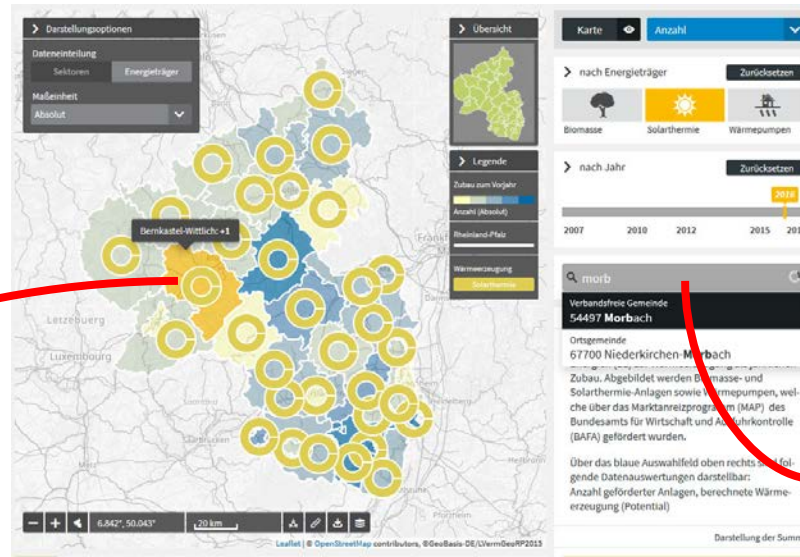 Darstellungsoptionen
Dateneinteilung
Sektoren
Energieträger
Maßeinheit
Absolut
Bernkastel-Wittlich: +1
Letzebuerg
Luxembourg
6.842°, 50.043°
20 km
Leaflet | © OpenStreetMap contributors, ©GeoBasis-DE/LVermGeoRP2013
Übersicht
Legende
Zubau zum Vorjahr
Anzahl (Absolut)
Rheinland-Pfalz
Wärmeerzeugung
Solarthermie
Karte
Anzahl
nach Energieträger
Zurücksetzen
Biomasse
Solarthermie
Wärmepumpen
nach Jahr
Zurücksetzen
2016
2007
2010
2012
2015
morb
Verbandsfreie Gemeinde
54497 Morbach
Ortsgemeinde
67700 Niederkirchen-Morbach
Zubau. Abgebildet werden Biomasse- und
Solarthermie-Anlagen sowie Wärmepumpen, wel-
che über das Marktanreizprogramm (MAP) des
Bundesamts für Wirtschaft und Ausfuhrkontrolle
(BAFA) gefördert wurden.
Über das blaue Auswahlfeld oben rechts sind fol-
gende Datenauswertungen darstellbar:
Anzahl geförderter Anlagen, berechnete Wärme-
erzeugung (Potential)
Darstellung der Summ